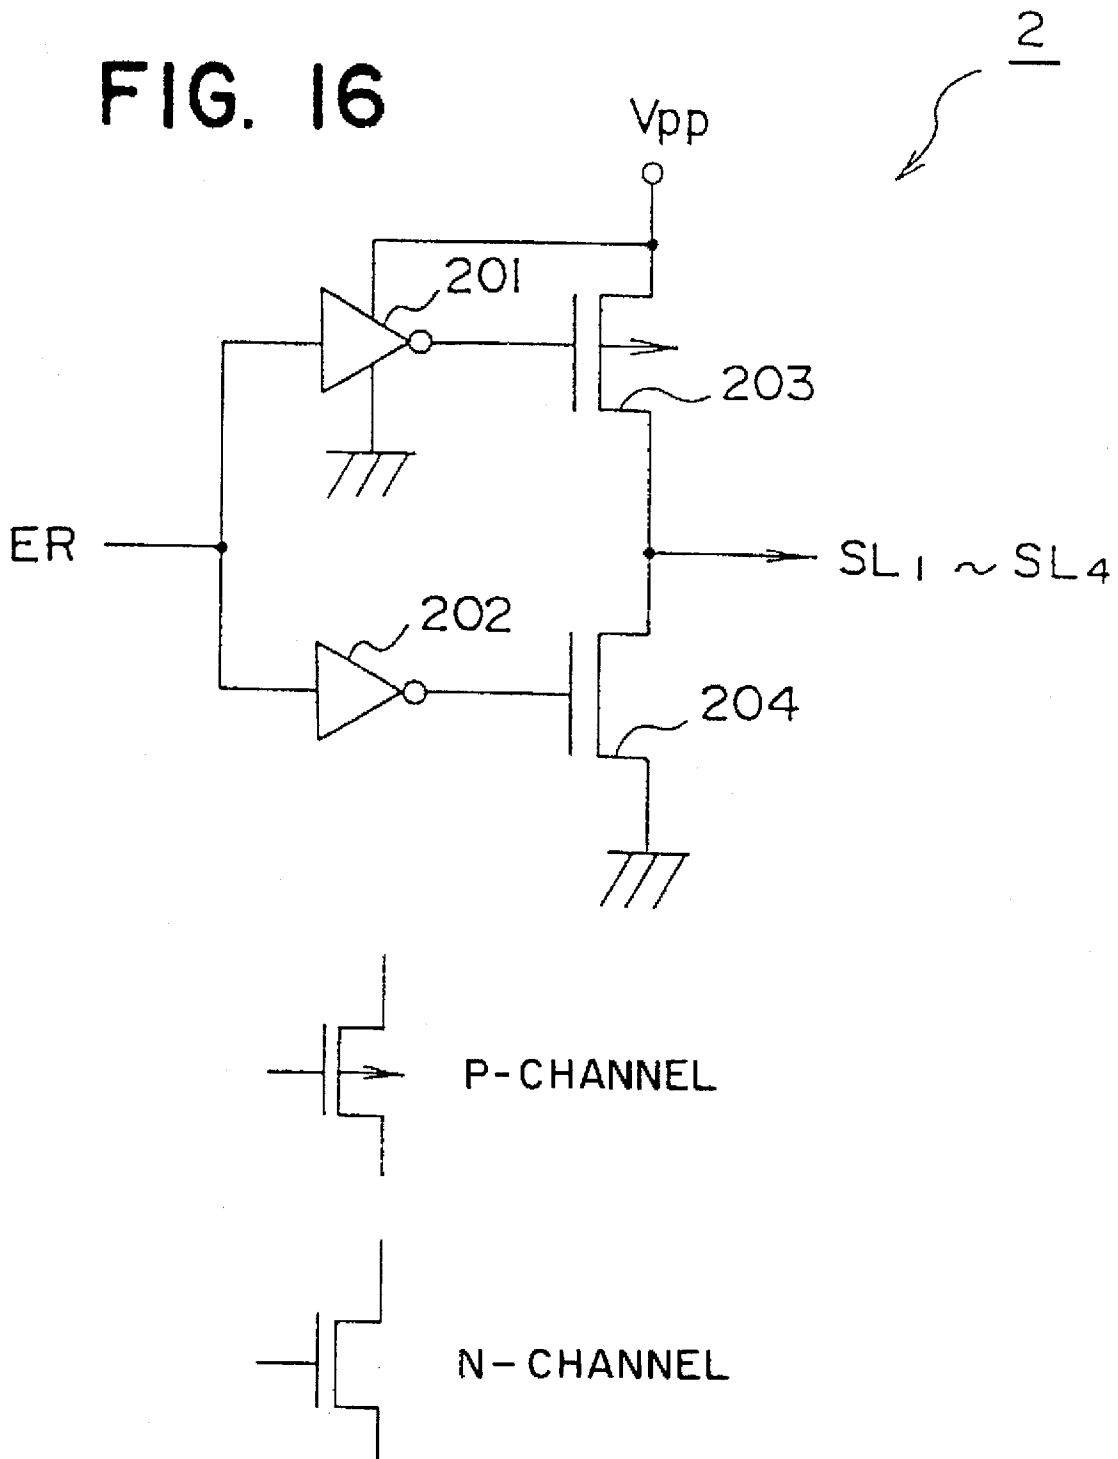 2
FIG. 16
Vpp
201
203
ER
SL1 ~ SL4
202
204
P-CHANNEL
N-CHANNEL